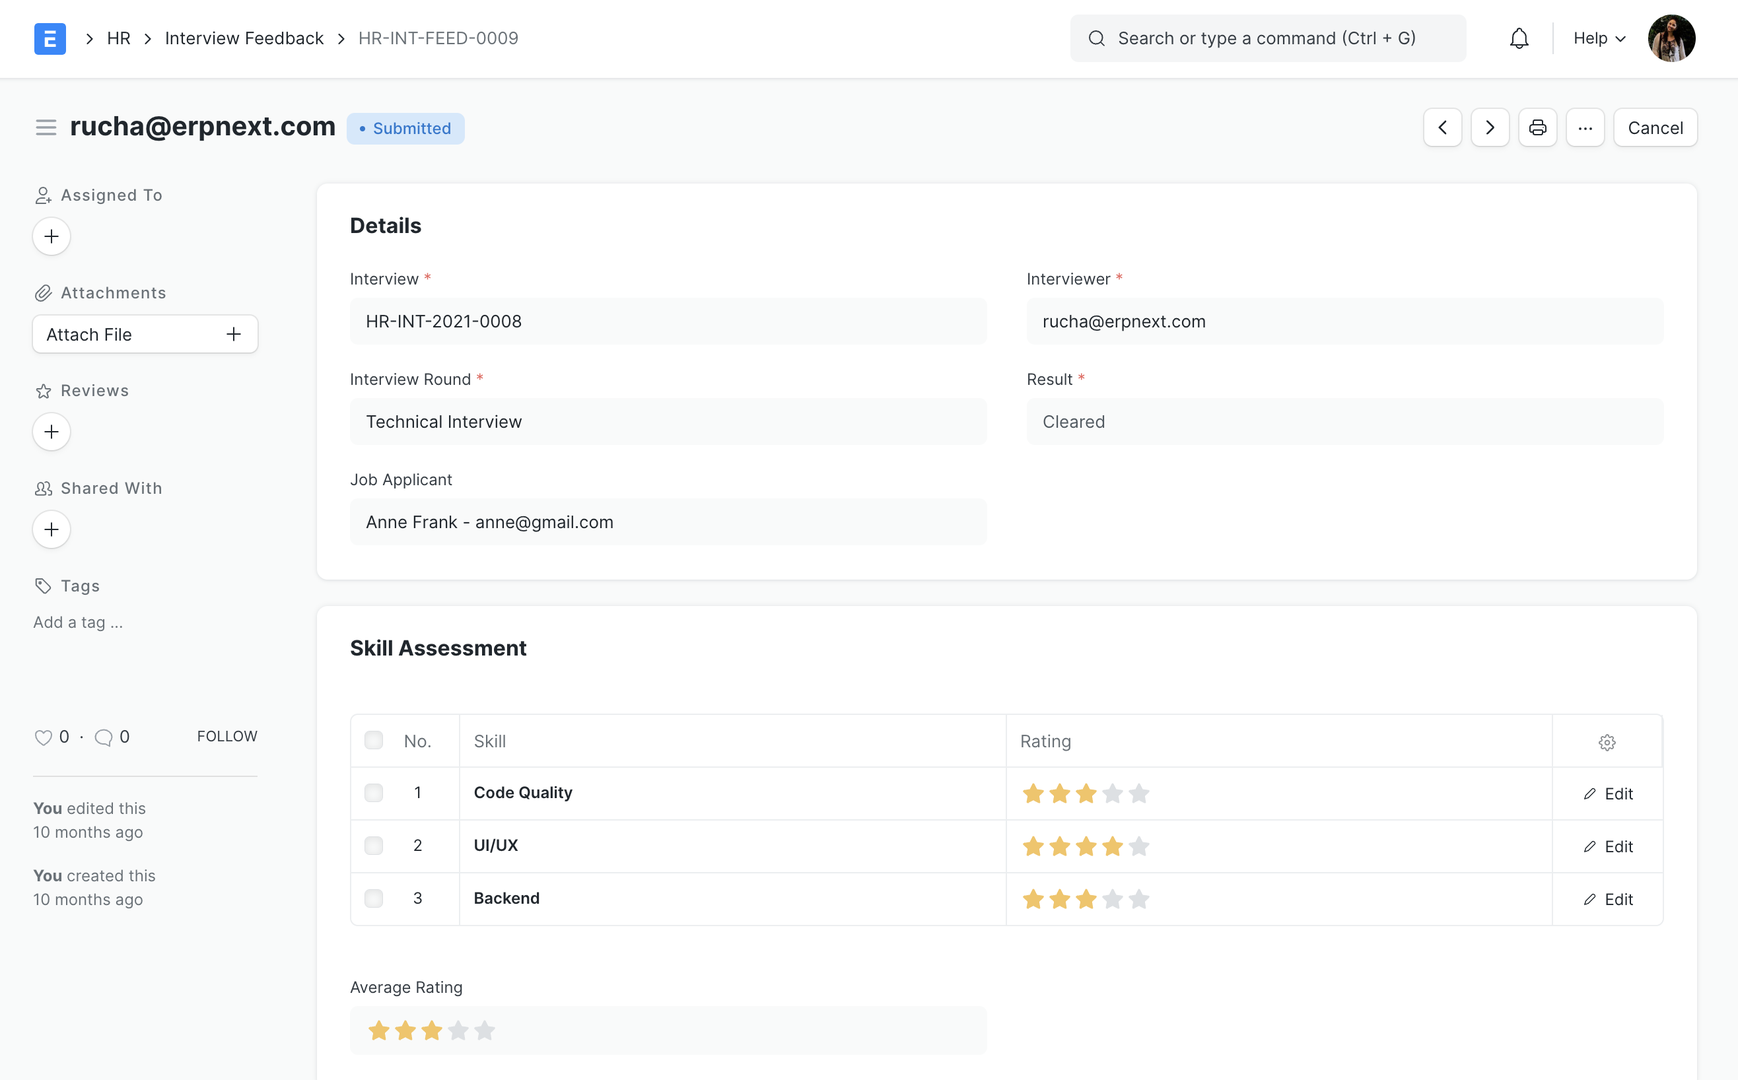 E
HR
Interview Feedback
HR-INT-FEED-0009
Search or type a command (Ctrl + G)
Help
rucha@erpnext.com
• Submitted
...
Cancel
Assigned To
Attachments
Attach File
Reviews
Shared With
Tags
Add a tag ...
0 · 0
FOLLOW
You edited this
10 months ago
You created this
10 months ago
Details
Interview *
HR-INT-2021-0008
Interviewer *
rucha@erpnext.com
Interview Round *
Technical Interview
Result *
Cleared
Job Applicant
Anne Frank - anne@gmail.com
Skill Assessment
No. Skill Rating
1 Code Quality Edit
2 UI/UX Edit
3 Backend Edit
Average Rating